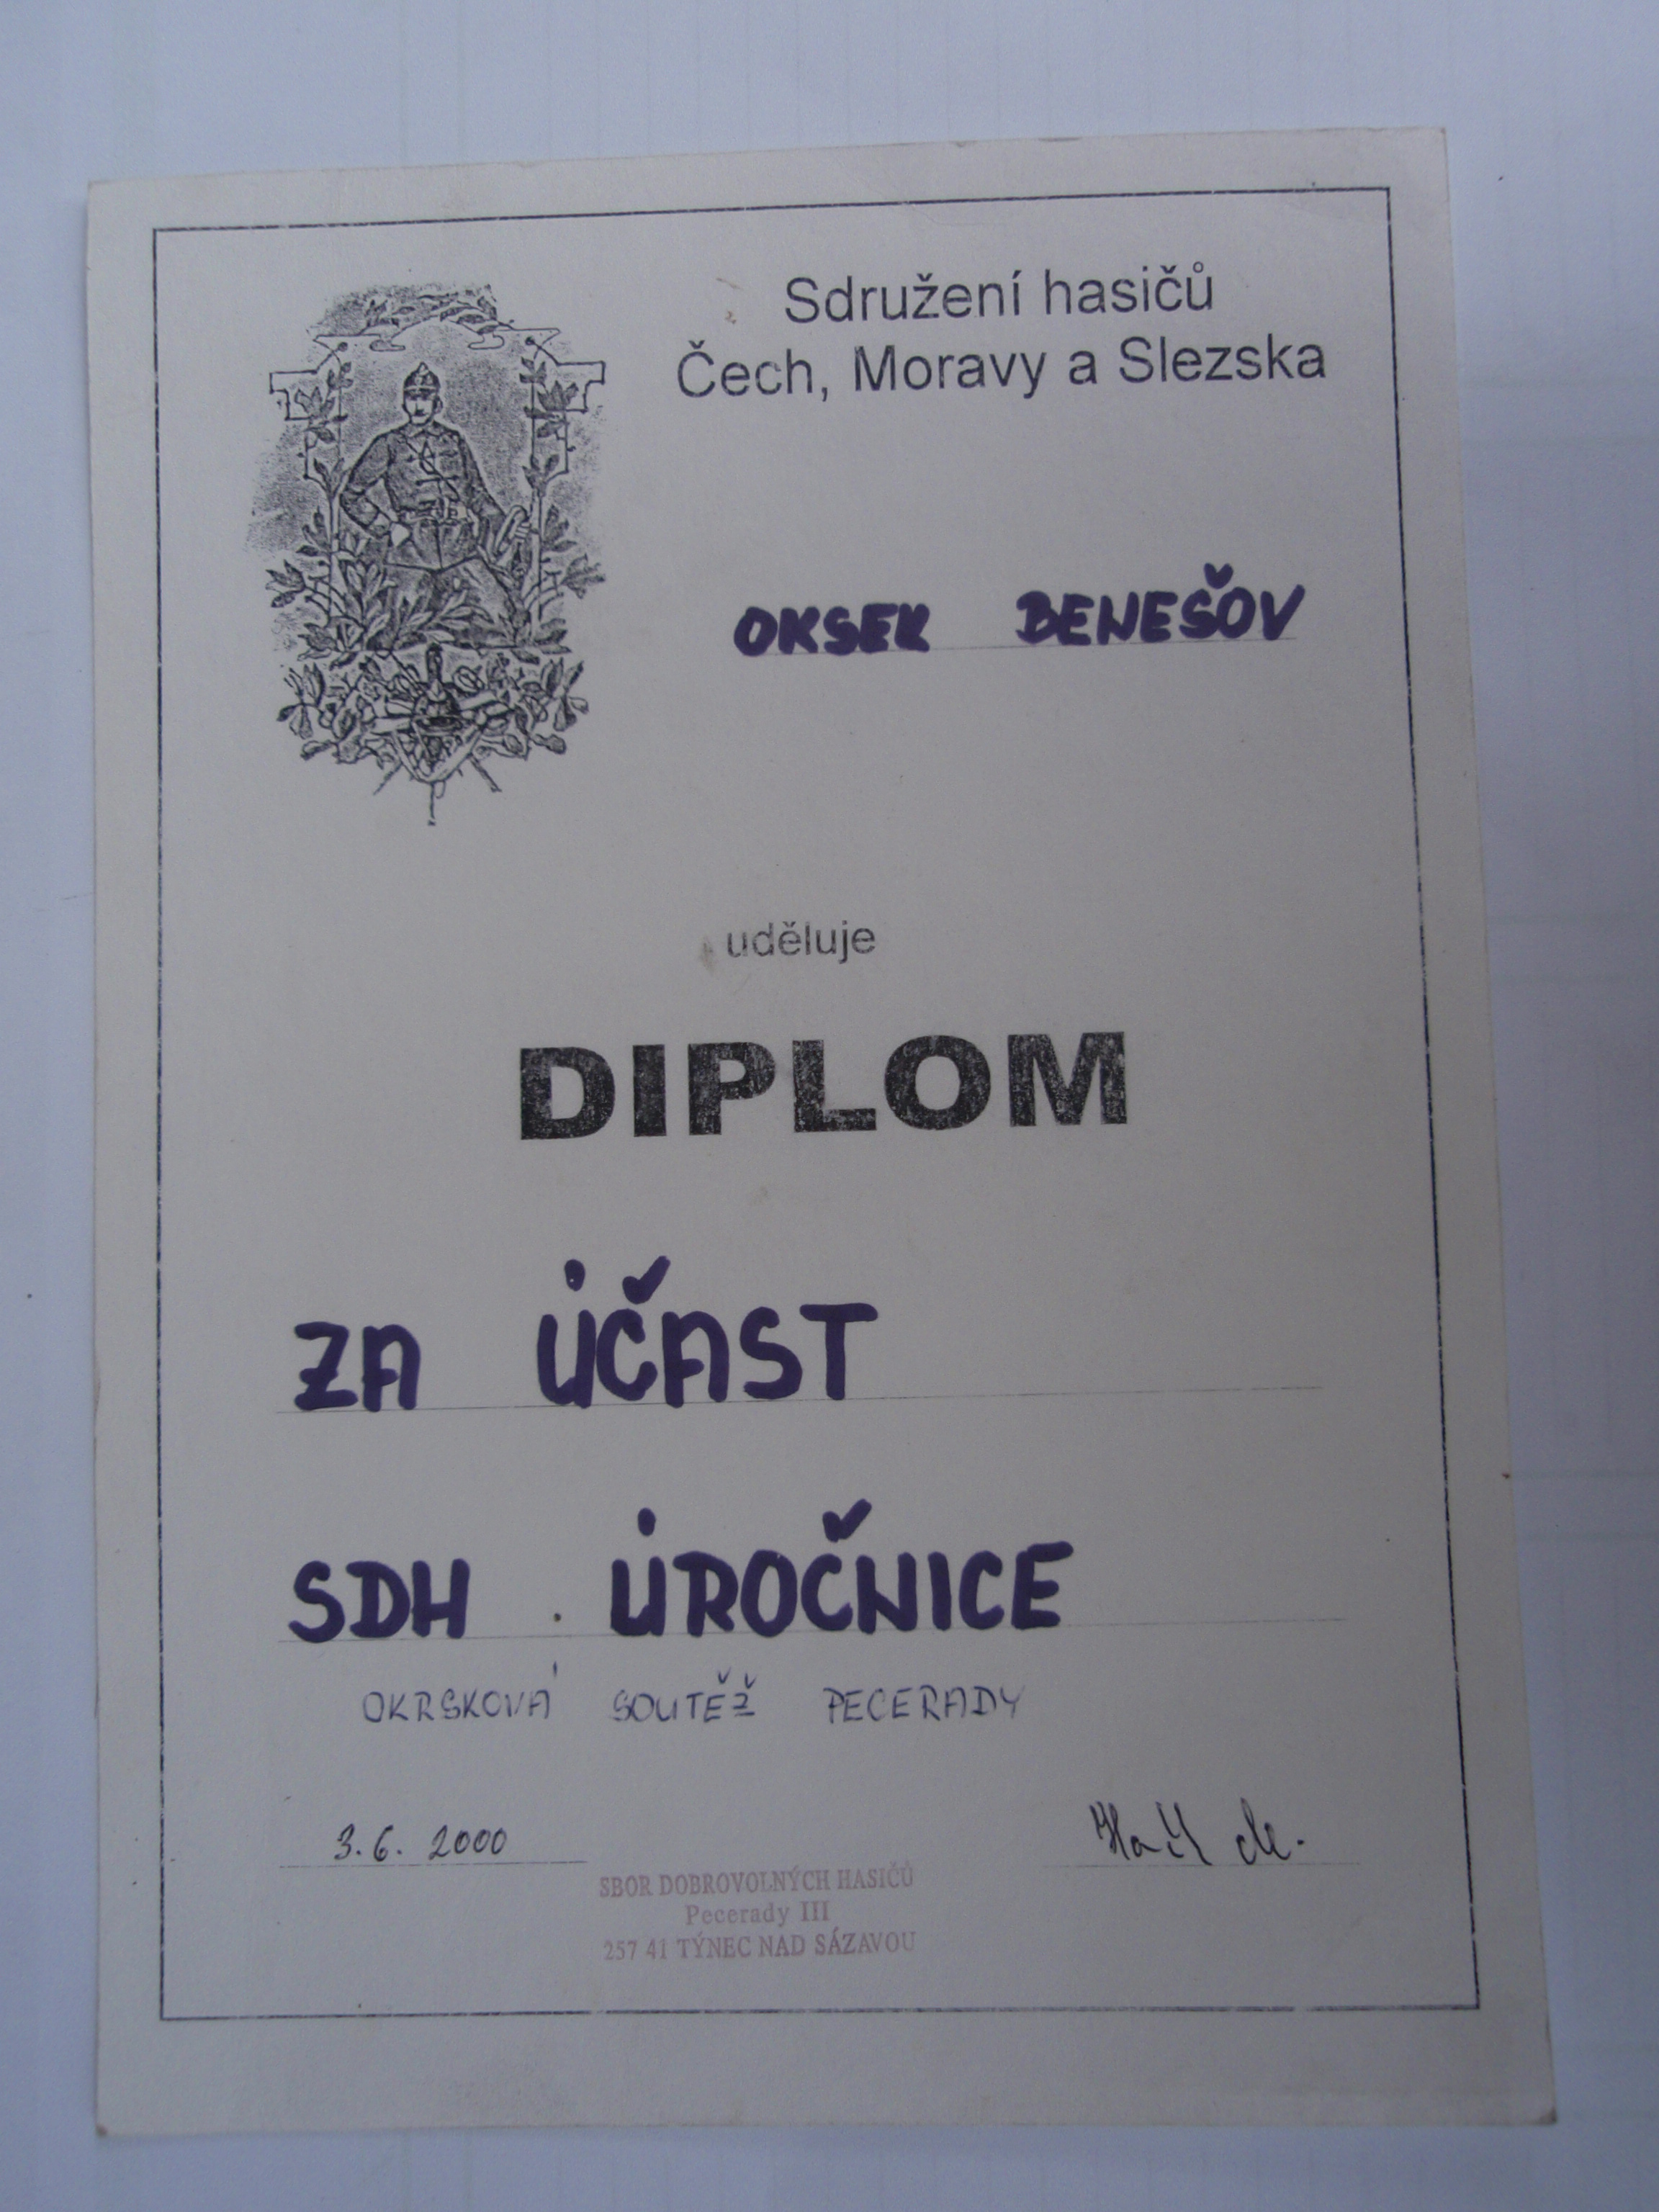 Sdružení hasičů
Čech, Moravy a Slezska
OKSEK BENEŠOV
uděluje
DIPLOM
ZA ÚČAST
SDH ÚROČNICE
OKRSKOVÁ SOUTĚŽ PECERADY
3.6. 2000
SBOR DOBROVOLNÝCH HASIČŮ
Pecerady III
257 41 TÝNEC NAD SÁZAVOU